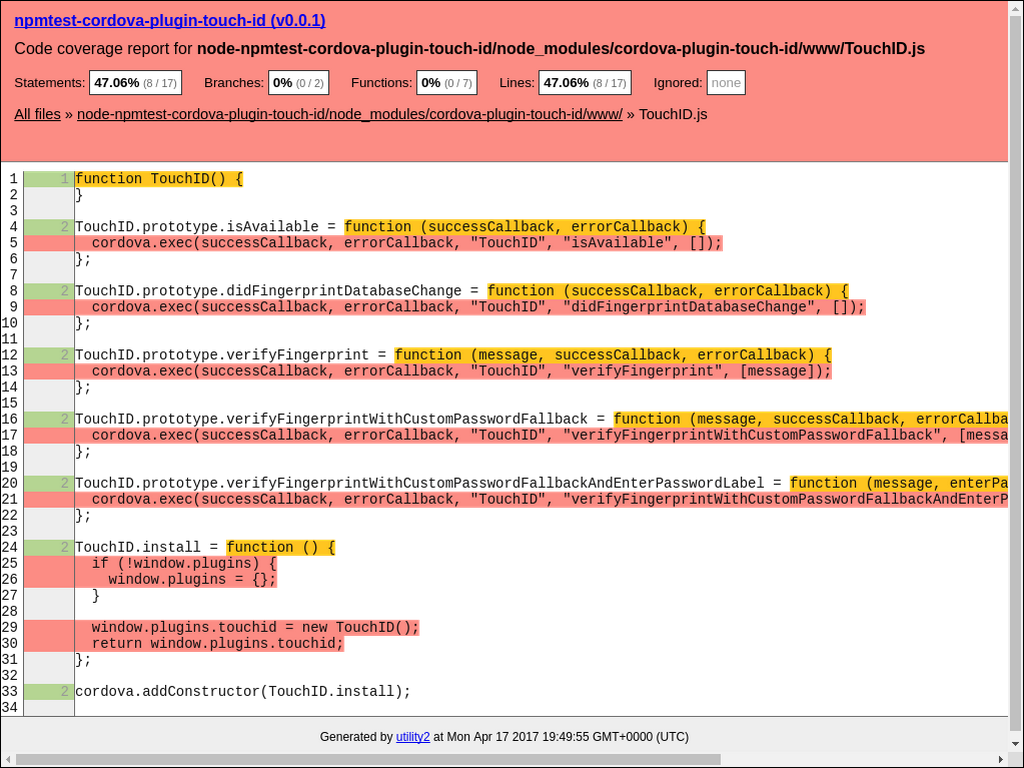 npmtest-cordova-plugin-touch-id (v0.0.1)
Code coverage report for node-npmtest-cordova-plugin-touch-id/node_modules/cordova-plugin-touch-id/www/TouchID.js
Statements: 47.06% (8 / 17) Branches: 0% (0 / 2) Functions: 0% (0 / 7) Lines: 47.06% (8 / 17) Ignored: none
All files » node-npmtest-cordova-plugin-touch-id/node_modules/cordova-plugin-touch-id/www/ » TouchID.js
1 1 function TouchID() {
2 }
3
4 2 TouchID.prototype.isAvailable = function (successCallback, errorCallback) {
5 cordova.exec(successCallback, errorCallback, "TouchID", "isAvailable", []);
6 };
7
8 2 TouchID.prototype.didFingerprintDatabaseChange = function (successCallback, errorCallback) {
9 cordova.exec(successCallback, errorCallback, "TouchID", "didFingerprintDatabaseChange", []);
10 };
11
12 2 TouchID.prototype.verifyFingerprint = function (message, successCallback, errorCallback) {
13 cordova.exec(successCallback, errorCallback, "TouchID", "verifyFingerprint", [message]);
14 };
15
16 2 TouchID.prototype.verifyFingerprintWithCustomPasswordFallback = function (message, successCallback, errorCallba
17 cordova.exec(successCallback, errorCallback, "TouchID", "verifyFingerprintWithCustomPasswordFallback", [messa
18 };
19
20 2 TouchID.prototype.verifyFingerprintWithCustomPasswordFallbackAndEnterPasswordLabel = function (message, enterPa
21 cordova.exec(successCallback, errorCallback, "TouchID", "verifyFingerprintWithCustomPasswordFallbackAndEnterP
22 };
23
24 2 TouchID.install = function () {
25 if (!window.plugins) {
26 window.plugins = {};
27 }
28
29 window.plugins.touchid = new TouchID();
30 return window.plugins.touchid;
31 };
32
33 2 cordova.addConstructor(TouchID.install);
34
Generated by utility2 at Mon Apr 17 2017 19:49:55 GMT+0000 (UTC)